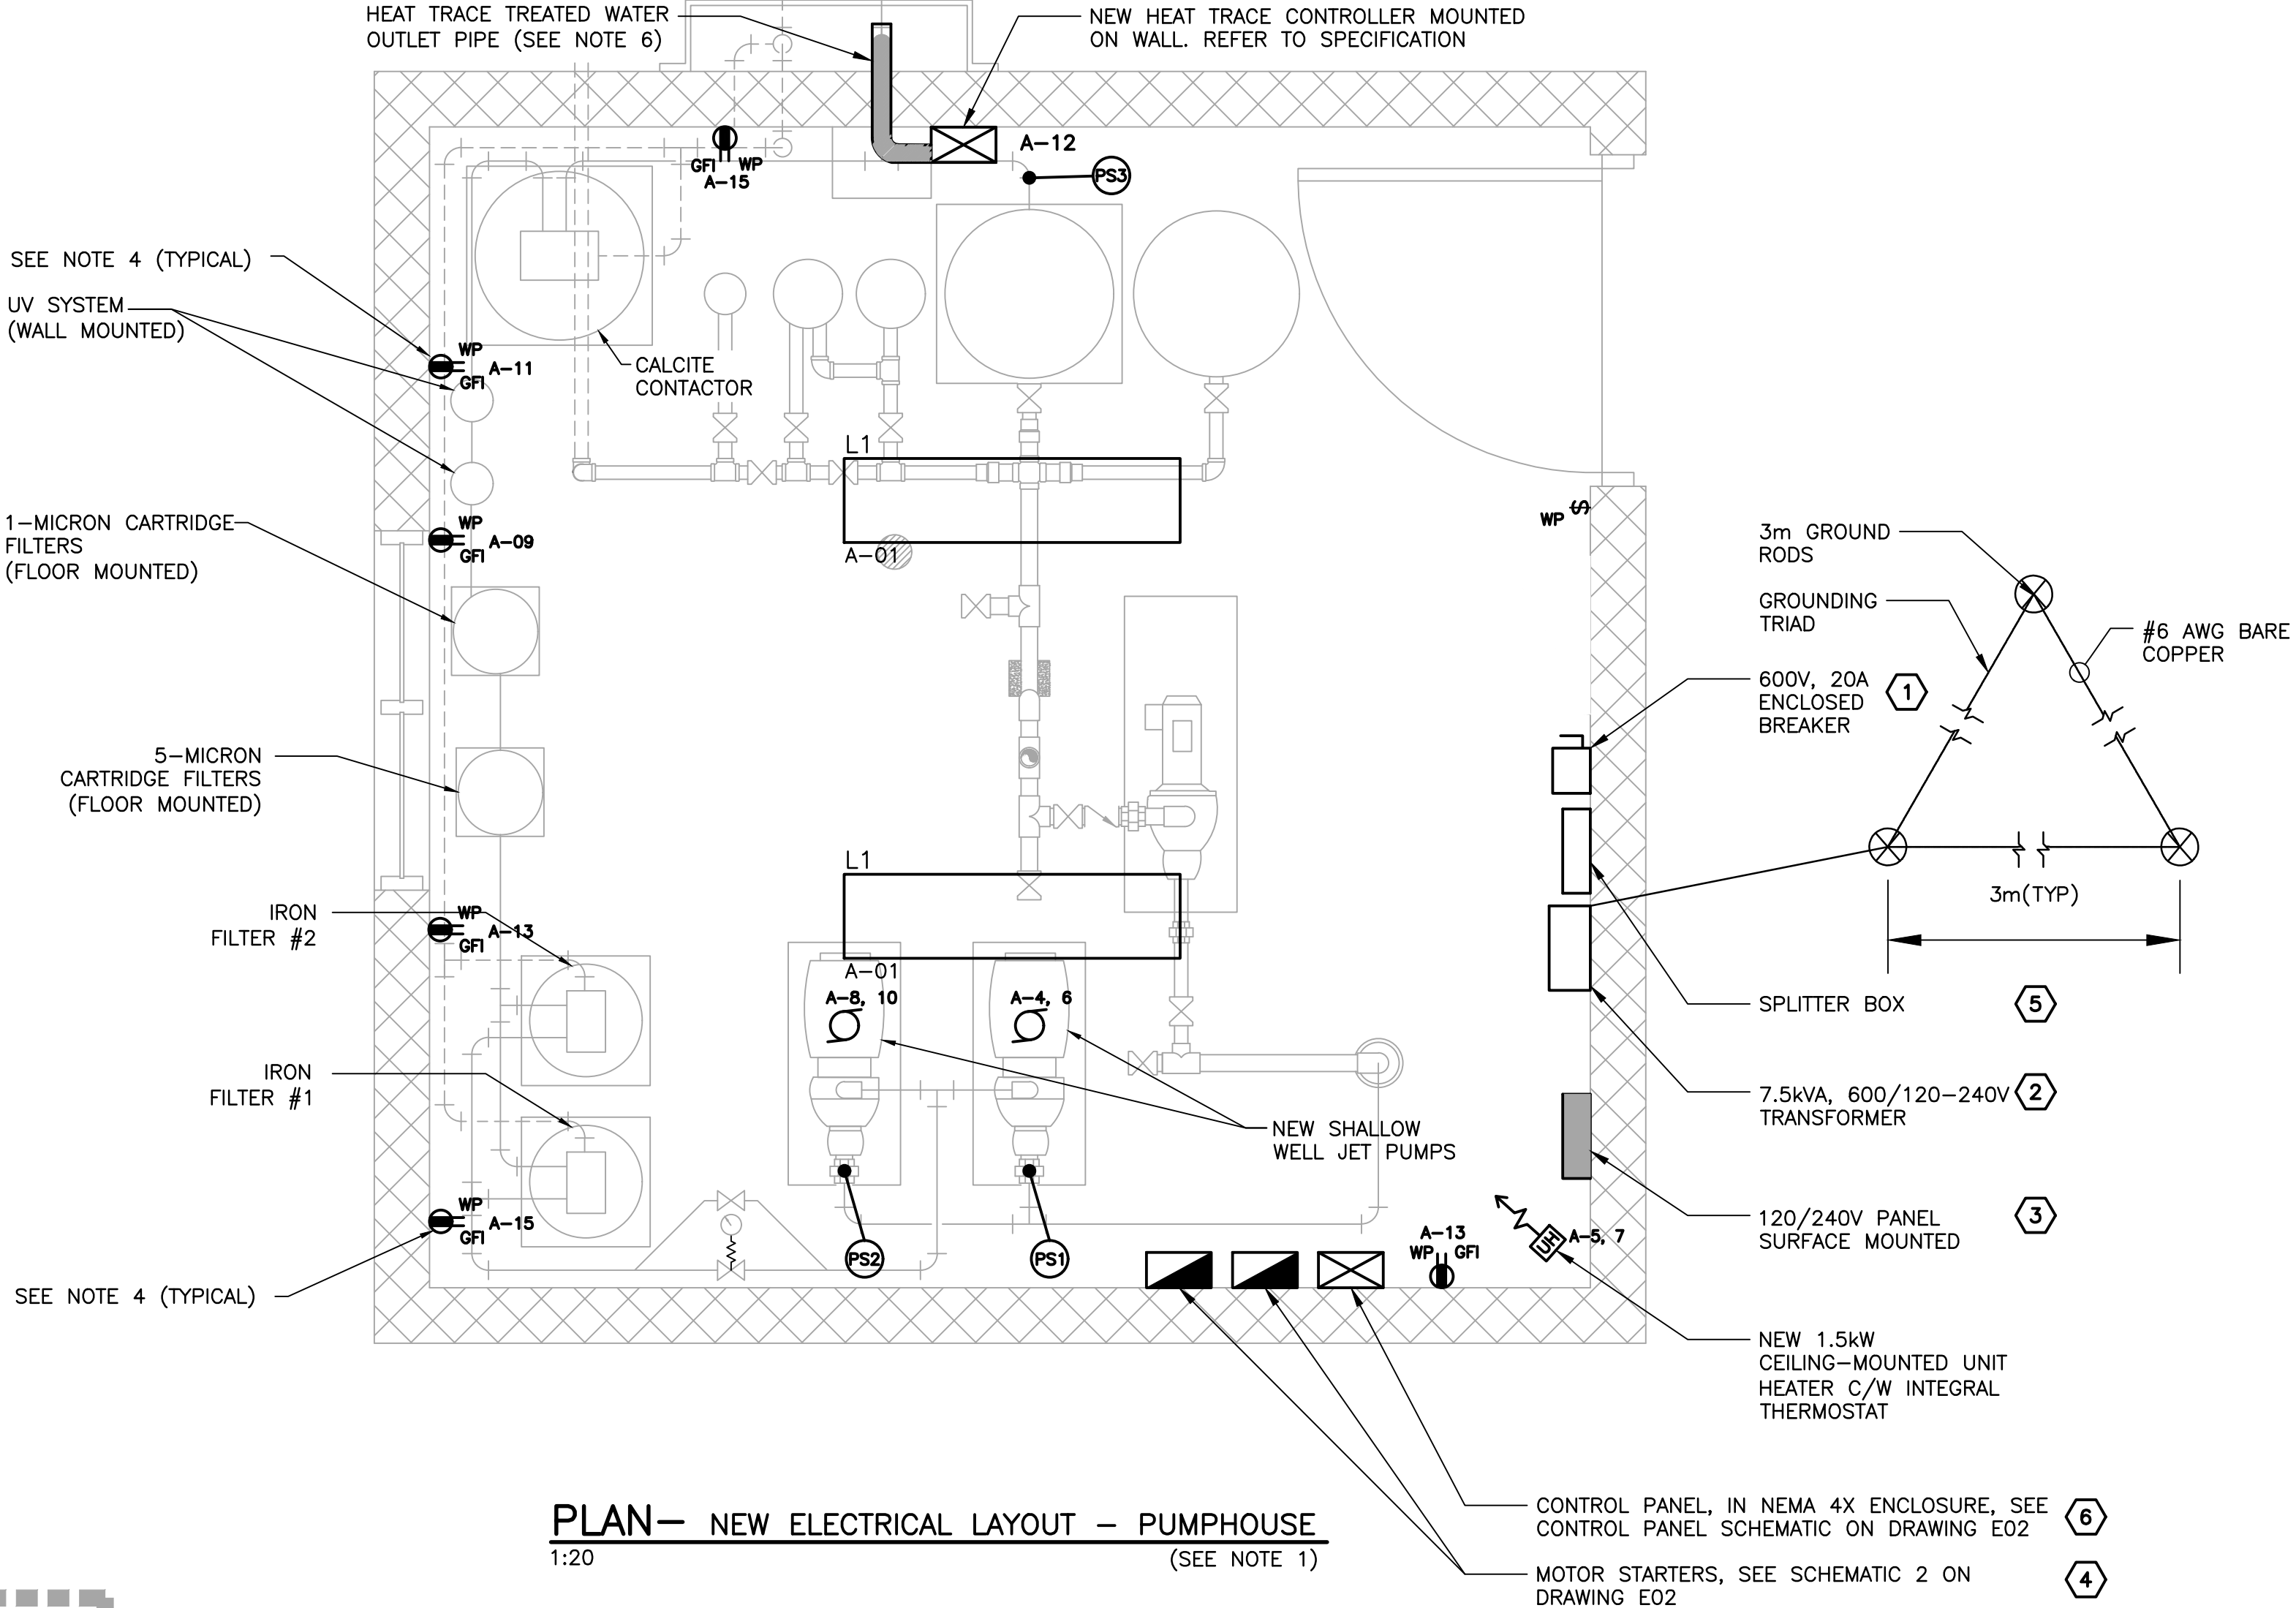 HEAT TRACE TREATED WATER
OUTLET PIPE (SEE NOTE 6)
NEW HEAT TRACE CONTROLLER MOUNTED
ON WALL. REFER TO SPECIFICATION
A-12
GFI WP
A-15
PS3
SEE NOTE 4 (TYPICAL)
UV SYSTEM
(WALL MOUNTED)
WP
A-11
GFI
CALCITE
CONTACTOR
L1
A-01
1-MICRON CARTRIDGE
FILTERS
(FLOOR MOUNTED)
WP
A-09
GFI
WP $
3m GROUND
RODS
GROUNDING
TRIAD
#6 AWG BARE
COPPER
600V, 20A
ENCLOSED
BREAKER
1
5-MICRON
CARTRIDGE FILTERS
(FLOOR MOUNTED)
L1
A-01
3m(TYP)
IRON
FILTER #2
WP
A-13
GFI
A-8, 10
A-4, 6
SPLITTER BOX
5
IRON
FILTER #1
7.5kVA, 600/120-240V
TRANSFORMER
2
NEW SHALLOW
WELL JET PUMPS
WP
A-15
GFI
PS2
PS1
A-13
WP GFI
UH
A-5, 7
120/240V PANEL
SURFACE MOUNTED
3
SEE NOTE 4 (TYPICAL)
NEW 1.5kW
CEILING-MOUNTED UNIT
HEATER C/W INTEGRAL
THERMOSTAT
PLAN- NEW ELECTRICAL LAYOUT - PUMPHOUSE
1:20
(SEE NOTE 1)
CONTROL PANEL, IN NEMA 4X ENCLOSURE, SEE
CONTROL PANEL SCHEMATIC ON DRAWING E02
6
MOTOR STARTERS, SEE SCHEMATIC 2 ON
DRAWING E02
4